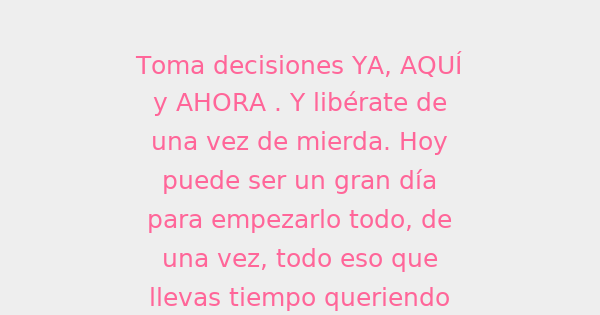 Toma decisiones YA, AQUÍ
y AHORA . Y libérate de
una vez de mierda. Hoy
puede ser un gran día
para empezarlo todo, de
una vez, todo eso que
llevas tiempo queriendo